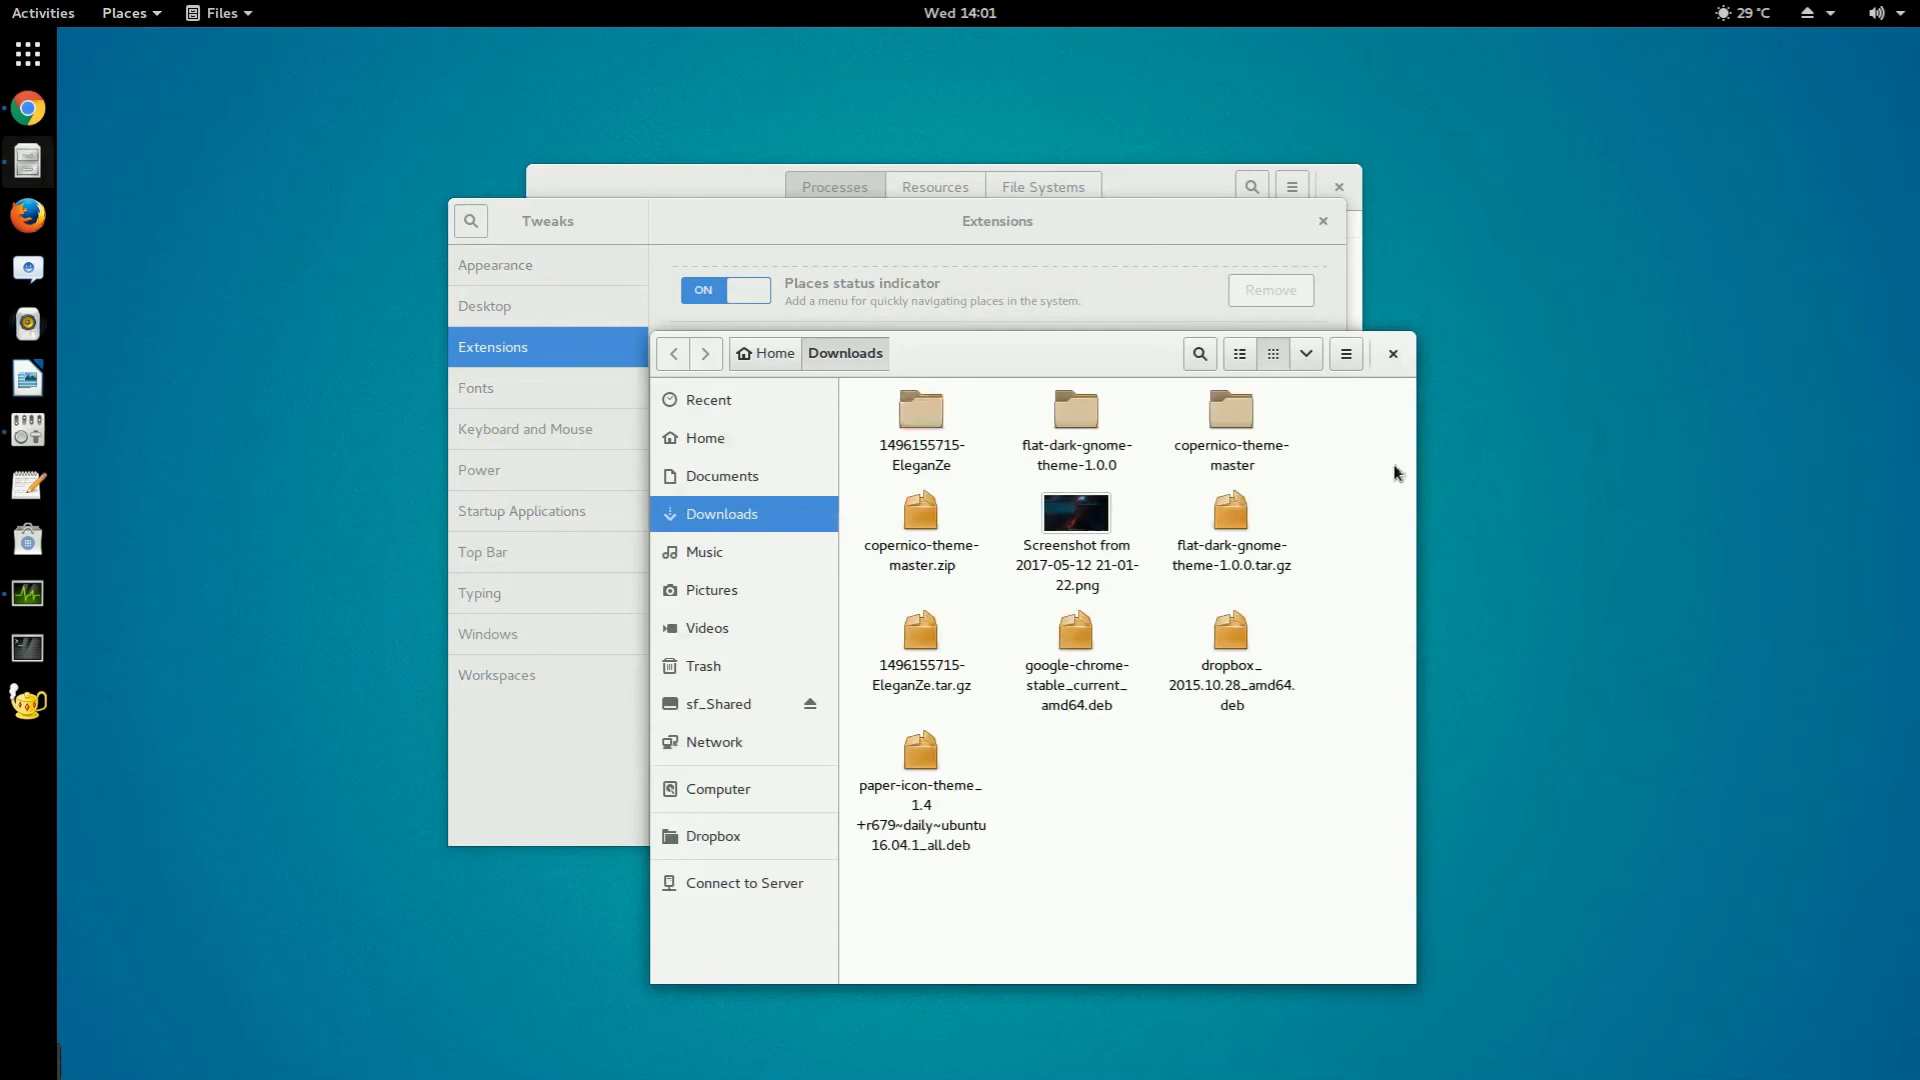 Activities
Places
Files
Wed 14:01
29 °C
Processes
Resources
File Systems
Tweaks
Extensions
Appearance
Desktop
Extensions
Fonts
Keyboard and Mouse
Power
Startup Applications
Top Bar
Typing
Windows
Workspaces
ON
Places status indicator
Add a menu for quickly navigating places in the system.
Remove
Home
Downloads
Recent
Home
Documents
Downloads
Music
Pictures
Videos
Trash
sf_Shared
Network
Computer
Dropbox
Connect to Server
1496155715-
EleganZe
flat-dark-gnome-
theme-1.0.0
copernico-theme-
master
copernico-theme-
master.zip
Screenshot from
2017-05-12 21-01-
22.png
flat-dark-gnome-
theme-1.0.0.tar.gz
1496155715-
EleganZe.tar.gz
google-chrome-
stable_current_
amd64.deb
dropbox_
2015.10.28_amd64.
deb
paper-icon-theme_
1.4
+r679~daily~ubuntu
16.04.1_all.deb